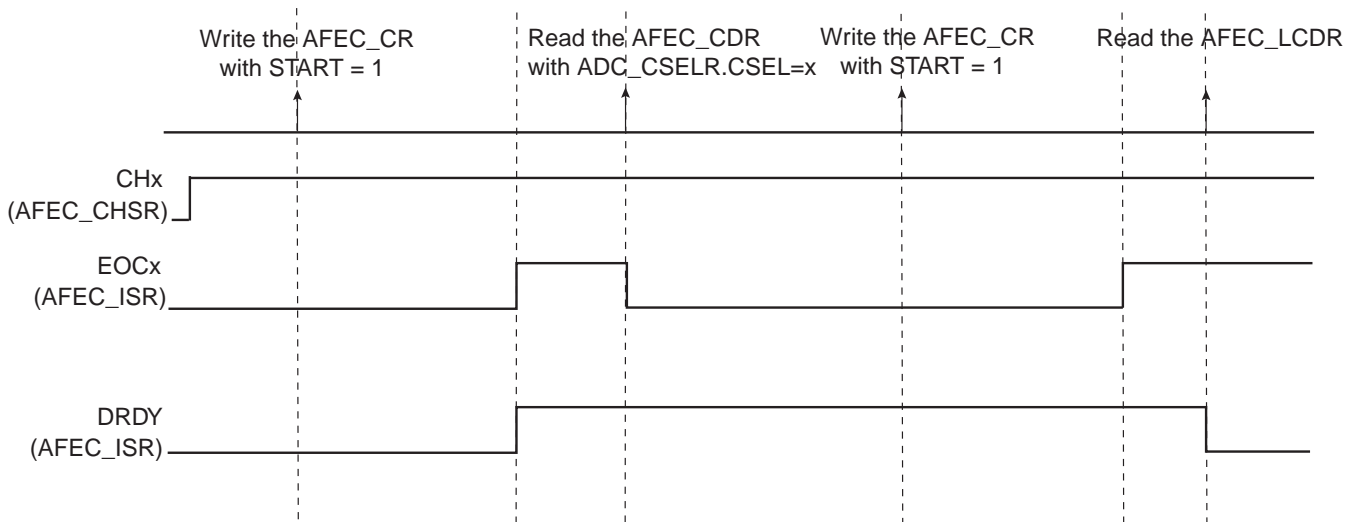 Write the AFEC_CR
with START = 1
Read the AFEC_CDR
with ADC_CSELR.CSEL=x
Write the AFEC_CR
with START = 1
Read the AFEC_LCDR
CHx
(AFEC_CHSR)
EOCx
(AFEC_ISR)
DRDY
(AFEC_ISR)